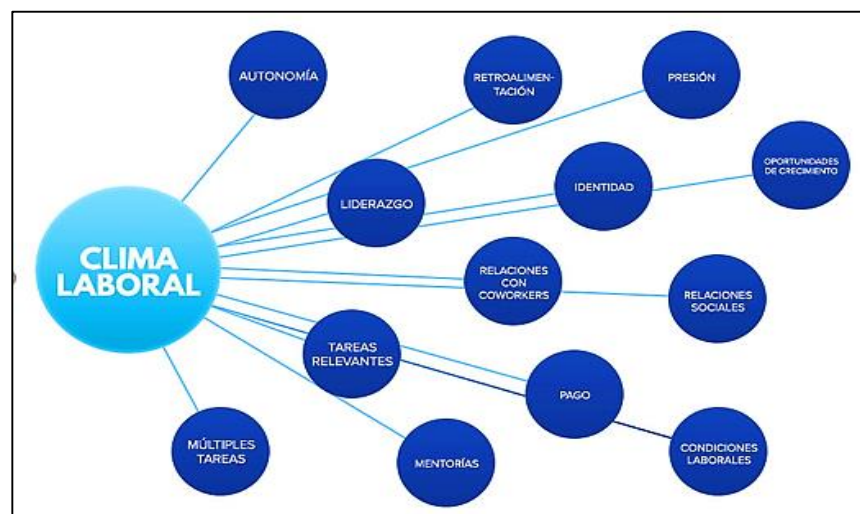 AUTONOMÍA
RETROALIMEN-
TACIÓN
PRESIÓN
OPORTUNIDADES
DE CRECIMIENTO
LIDERAZGO
IDENTIDAD
CLIMA
LABORAL
RELACIONES
CON
COWORKERS
RELACIONES
SOCIALES
TAREAS
RELEVANTES
PAGO
MÚLTIPLES
TAREAS
MENTORÍAS
CONDICIONES
LABORALES